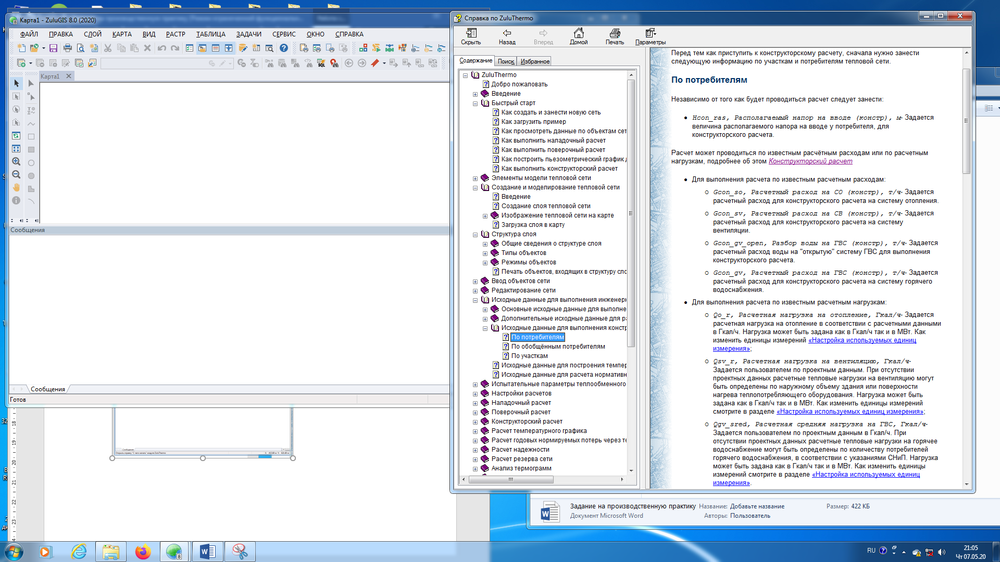 Карта1 - ZuluGIS 8.0 (2020)
ФАЙЛ ПРАВКА СЛОЙ КАРТА ВИД РАСТР ТАБЛИЦА ЗАДАЧИ СЕРВИС ОКНО СПРАВКА
Карта1
Сообщения
Сообщения
Готов
Справка по ZuluThermo
Скрыть Назад Вперед Домой Печать Параметры
Содержание Поиск Избранное
ZuluThermo
Добро пожаловать
Введение
Быстрый старт
Как создать и занести новую сеть
Как загрузить пример
Как просмотреть данные по объектам сет
Как выполнить наладочный расчет
Как выполнить поверочный расчет
Как построить пьезометрический график д
Как выполнить конструкторский расчет
Элементы модели тепловой сети
Создание и моделирование тепловой сети
Введение
Создание слоя тепловой сети
Изображение тепловой сети на карте
Загрузка слоя в карту
Структура слоя
Общие сведения о структуре слоя
Типы объектов
Режимы объектов
Печать объектов, входящих в структуру сло
Ввод объектов сети
Редактирование сети
Исходные данные для выполнения инженерн
Основные исходные данные для выполне
Дополнительные исходные данные для ра
Исходные данные для выполнения констр
По потребителям
По обобщённым потребителям
По участкам
Исходные данные для построения темпер
Исходные данные для расчета нормативн
Испытательные параметры теплообменного
Настройки расчетов
Наладочный расчет
Поверочный расчет
Конструкторский расчет
Расчет температурного графика
Расчет годовых нормируемых потерь через те
Расчет надежности
Расчет резерва сети
Анализ термограмм
Перед тем как приступить к конструкторскому расчету, сначала нужно занести
следующую информацию по участкам и потребителям тепловой сети.
По потребителям
Независимо от того как будет проводиться расчет следует занести:
• Hcon_ras, Располагаемый напор на вводе (констр), м- Задается
величина располагаемого напора на вводе у потребителя, для
конструкторского расчета.
Расчет может проводиться по известным расчётным расходам или по расчетным
нагрузкам, подробнее об этом Конструкторский расчет
• Для выполнения расчета по известным расчетным расходам:
Gcon_so, Расчетный расход на СО (констр), т/ч- Задается
расчетный расход для конструкторского расчета на систему отопления.
Gcon_sv, Расчетный расход на СВ (констр), т/ч- Задается
расчетный расход для конструкторского расчета на систему
вентиляции.
Gcon_gv_open, Разбор воды на ГВС (констр), т/ч- Задается
расчетный расход воды на "открытую" систему ГВС для выполнения
конструкторского расчета.
Gcon_gv, Расчетный расход на ГВС (констр), т/ч- Задается
расчетный расход для конструкторского расчета на систему горячего
водоснабжения.
• Для выполнения расчета по известным расчетным нагрузкам:
Qo_r, Расчетная нагрузка на отопление, Гкал/ч- Задается
расчетная нагрузка на отопление в соответствии с расчетными данными
в Гкал/ч. Нагрузка может быть задана как в Гкал/ч так и в МВт. Как
изменить единицы измерений «Настройка используемых единиц
измерения»;
Qsv_r, Расчетная нагрузка на вентиляцию, Гкал/ч-
Задается пользователем по проектным данным. При отсутствии
проектных данных расчетные тепловые нагрузки на вентиляцию могут
быть определены по наружному объему здания или поверхности
нагрева теплопотребляющего оборудования. Нагрузка может быть
задана как в Гкал/ч так и в МВт. Как изменить единицы измерений
смотрите в разделе «Настройка используемых единиц измерения»;
Qgv_sred, Расчетная средняя нагрузка на ГВС, Гкал/ч-
Задается пользователем по проектным данным в Гкал/ч. При
отсутствии проектных данных расчетные тепловые нагрузки на горячее
водоснабжение могут быть определены по количеству потребителей
горячего водоснабжения, в соответствии с указаниями СНиП. Нагрузка
может быть задана как в Гкал/ч так и в МВт. Как изменить единицы
измерений смотрите в разделе «Настройка используемых единиц
измерения».
Задание на производственную практику Название: Добавьте название Размер: 422 КБ
Документ Microsoft Word Авторы: Пользователь
RU
21:05
Чт 07.05.20